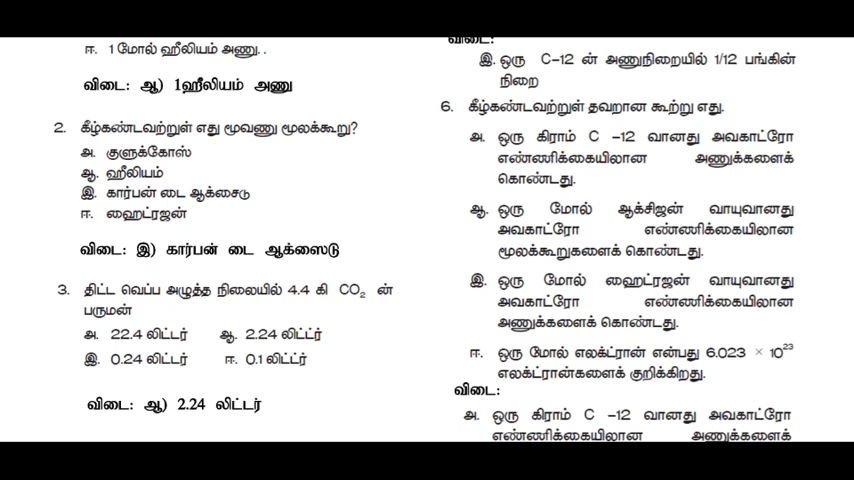 ஈ. 1 மோல் ஹீலியம் அணு..
விடை: ஆ) 1ஹீலியம் அணு
2. கீழ்கண்டவற்றுள் எது மூவணு மூலக்கூறு?
அ. குளுக்கோஸ்
ஆ. ஹீலியம்
இ. கார்பன் டை ஆக்சைடு
ஈ. ஹைட்ரஜன்
விடை: இ) கார்பன் டை ஆக்ஸைடு
3. திட்ட வெப்ப அழுத்த நிலையில் 4.4 கி CO₂ ன்
பருமன்
அ. 22.4 லிட்டர் ஆ. 2.24 லிட்ட்ர்
இ. 0.24 லிட்டர் ஈ. 0.1 லிட்ட்ர்
விடை: ஆ) 2.24 லிட்டர்
விடை:
இ. ஒரு C-12 ன் அணுநிறையில் 1/12 பங்கின்
நிறை
6. கீழ்கண்டவற்றுள் தவறான கூற்று எது.
அ. ஒரு கிராம் C -12 வானது அவகாட்ரோ
எண்ணிக்கையிலான அணுக்களைக்
கொண்டது.
ஆ. ஒரு மோல் ஆக்சிஜன் வாயுவானது
அவகாட்ரோ எண்ணிக்கையிலான
மூலக்கூறுகளைக் கொண்டது.
இ. ஒரு மோல் ஹைட்ரஜன் வாயுவானது
அவகாட்ரோ எண்ணிக்கையிலான
அணுக்களைக் கொண்டது.
ஈ. ஒரு மோல் எலக்ட்ரான் என்பது 6.023 × 10²³
எலக்ட்ரான்களைக் குறிக்கிறது.
விடை:
அ. ஒரு கிராம் C -12 வானது அவகாட்ரோ
எண்ணிக்கையிலான அணுக்களைக்